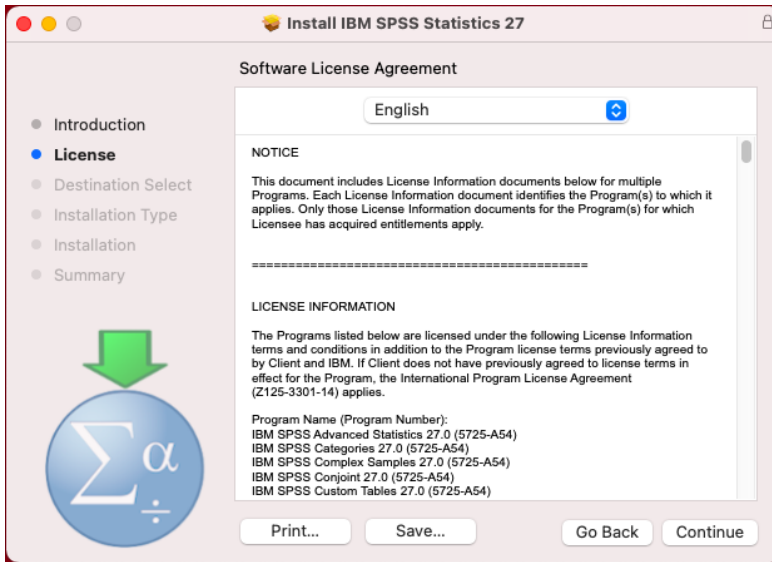 Install IBM SPSS Statistics 27
Software License Agreement
Introduction
License
Destination Select
Installation Type
Installation
Summary
English
NOTICE
This document includes License Information documents below for multiple
Programs. Each License Information document identifies the Program(s) to which it
applies. Only those License Information documents for the Program(s) for which
Licensee has acquired entitlements apply.
==============================================
LICENSE INFORMATION
The Programs listed below are licensed under the following License Information
terms and conditions in addition to the Program license terms previously agreed to
by Client and IBM. If Client does not have previously agreed to license terms in
effect for the Program, the International Program License Agreement
(Z125-3301-14) applies.
Program Name (Program Number):
IBM SPSS Advanced Statistics 27.0 (5725-A54)
IBM SPSS Categories 27.0 (5725-A54)
IBM SPSS Complex Samples 27.0 (5725-A54)
IBM SPSS Conjoint 27.0 (5725-A54)
IBM SPSS Custom Tables 27.0 (5725-A54)
Σ α
÷
Print...
Save...
Go Back
Continue